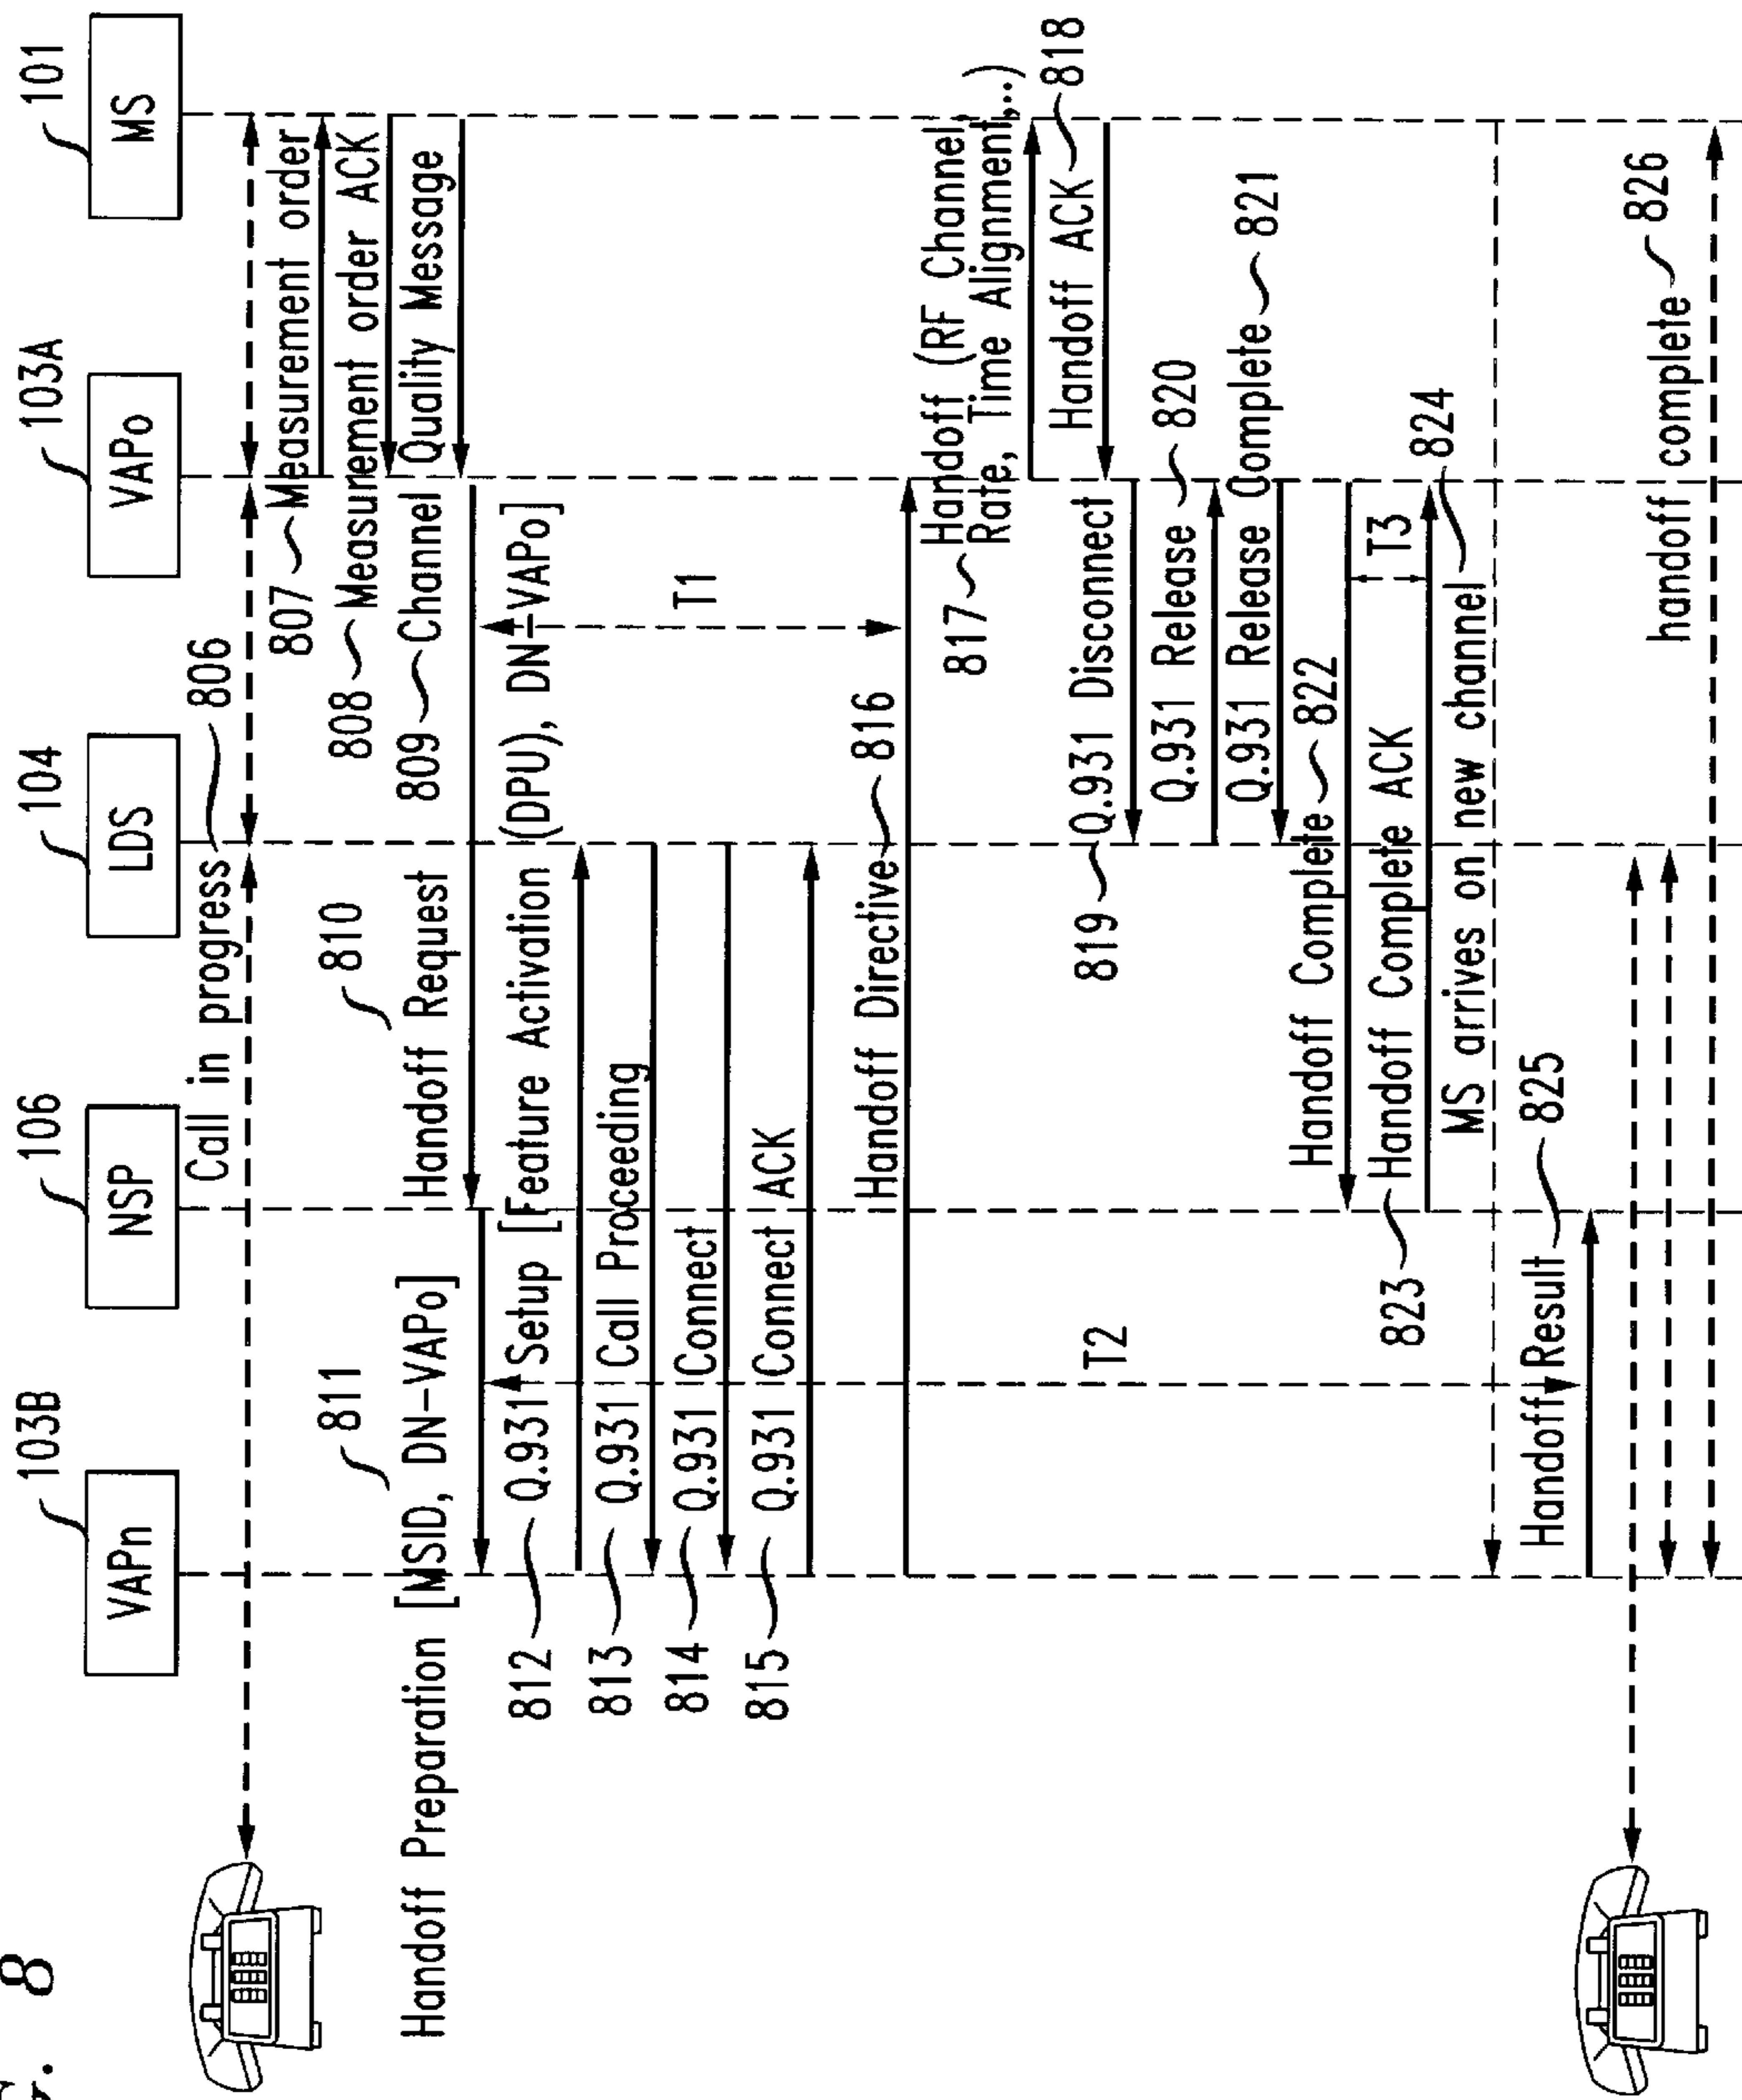 G. 8
VAPn
103B
NSP
106
LDS
104
VAPo
103A
MS
101
Call in progress
806
807
Measurement order
808
Measurement order ACK
809
Channel Quality Message
810
Handoff Request
811
Handoff Preparation [MSID, DN-VAPo]
812
Q.931 Setup [Feature Activation (DPU), DN-VAPo]
813
Q.931 Call Proceeding
814
Q.931 Connect
815
Q.931 Connect ACK
T1
Handoff Directive
816
817
Handoff (RF Channel,
Rate, Time Alignment,..)
Handoff ACK
818
819
Q.931 Disconnect
Q.931 Release
820
Q.931 Release Complete
821
Handoff Complete
822
T2
T3
823
Handoff Complete ACK
MS arrives on new channel
824
Handoff Result
825
handoff complete
826